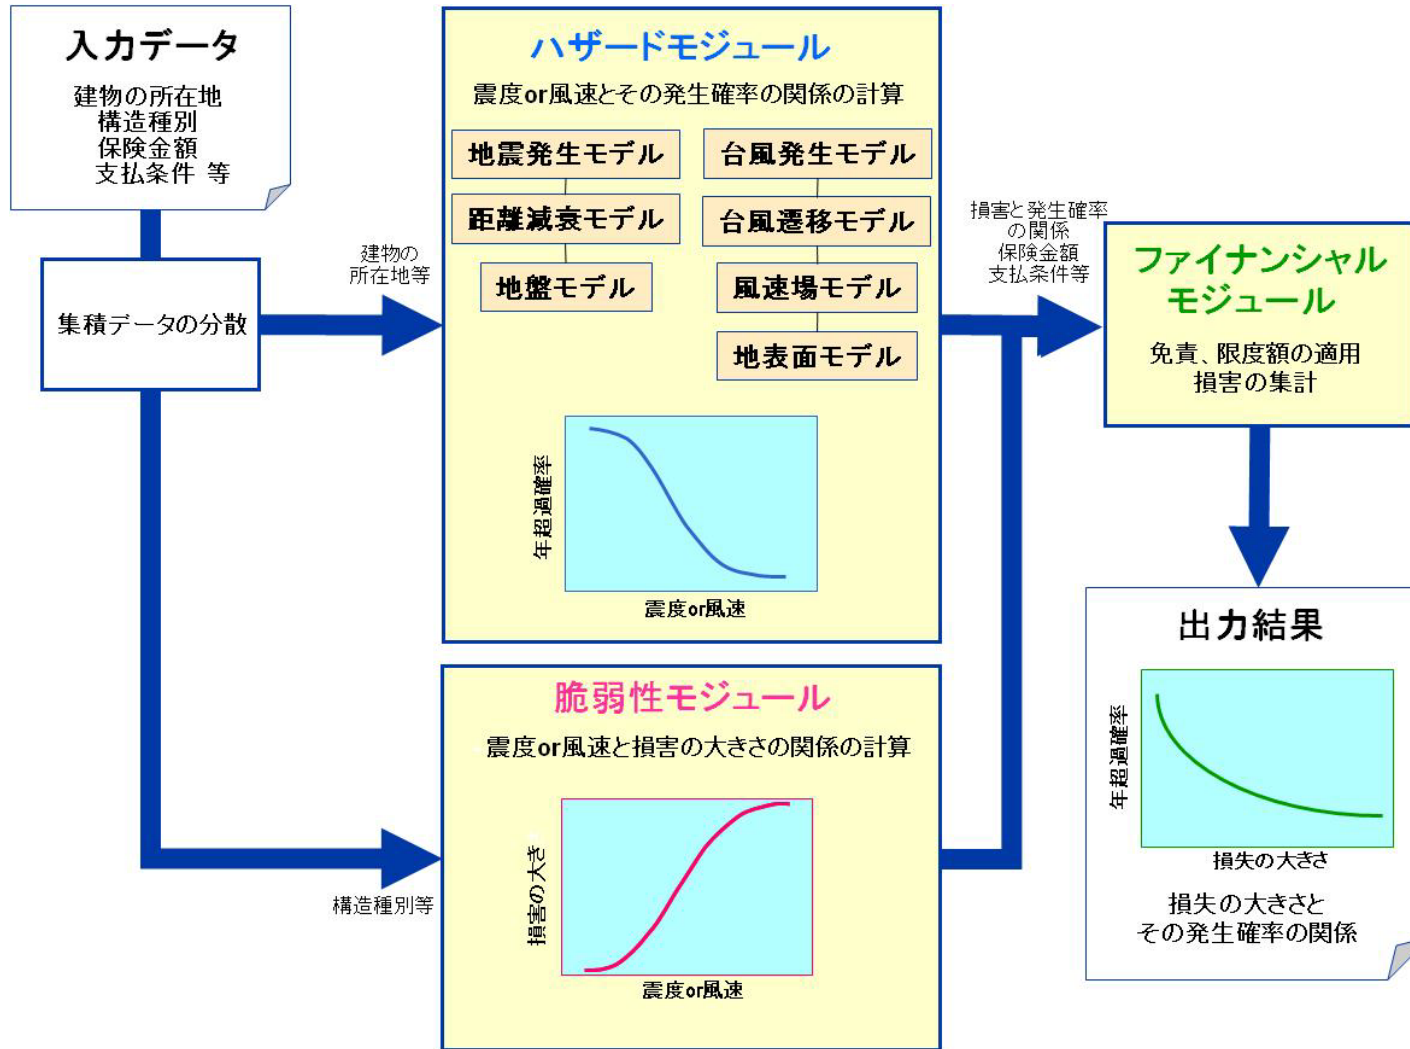 入力データ
建物の所在地
構造種別
保険金額
支払条件 等
集積データの分散
建物の
所在地等
構造種別等
ハザードモジュール
震度or風速とその発生確率の関係の計算
地震発生モデル
距離減衰モデル
地盤モデル
台風発生モデル
台風遷移モデル
風速場モデル
地表面モデル
年超過確率
震度or風速
脆弱性モジュール
震度or風速と損害の大きさの関係の計算
損害の大き
震度or風速
損害と発生確率
の関係
保険金額
支払条件等
ファイナンシャル
モジュール
免責、限度額の適用
損害の集計
出力結果
年超過確率
損失の大きさ
損失の大きさと
その発生確率の関係